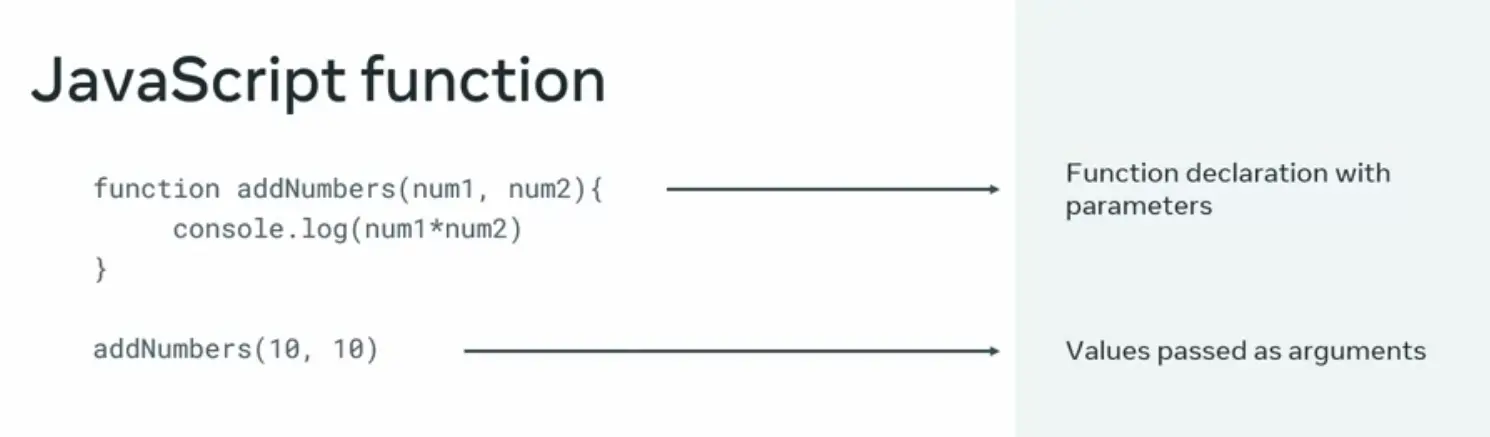 JavaScript function
function addNumbers(num1, num2){
console.log(num1*num2)
}
addNumbers(10, 10)
Function declaration with
parameters
Values passed as arguments